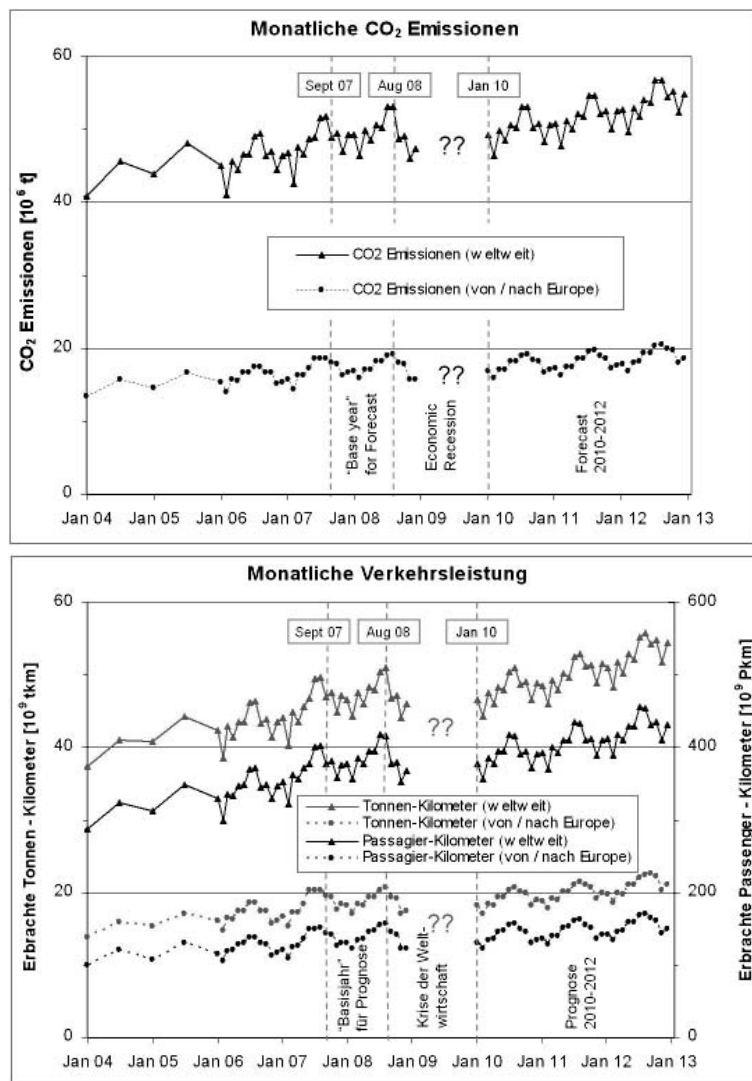 Monatliche CO₂ Emissionen
60
40
20
0
CO₂ Emissionen [10⁶ t]
Sept 07
Aug 08
Jan 10
??
CO2 Emissionen (weltweit)
CO2 Emissionen (von / nach Europe)
??
"Base year"
for Forecast
Economic
Recession
Forecast
2010-2012
Jan 04 Jan 05 Jan 06 Jan 07 Jan 08 Jan 09 Jan 10 Jan 11 Jan 12 Jan 13
Monatliche Verkehrsleistung
60
40
20
0
Erbrachte Tonnen - Kilometer [10⁹ tkm]
600
400
200
0
Erbrachte Passenger - Kilometer [10⁹ Pkm]
Sept 07
Aug 08
Jan 10
??
Tonnen-Kilometer (weltweit)
Tonnen-Kilometer (von / nach Europe)
Passagier-Kilometer (weltweit)
Passagier-Kilometer (von / nach Europe)
??
"Basisjahr"
für Prognose
Krise der Welt-
wirtschaft
Prognose
2010-2012
Jan 04 Jan 05 Jan 06 Jan 07 Jan 08 Jan 09 Jan 10 Jan 11 Jan 12 Jan 13